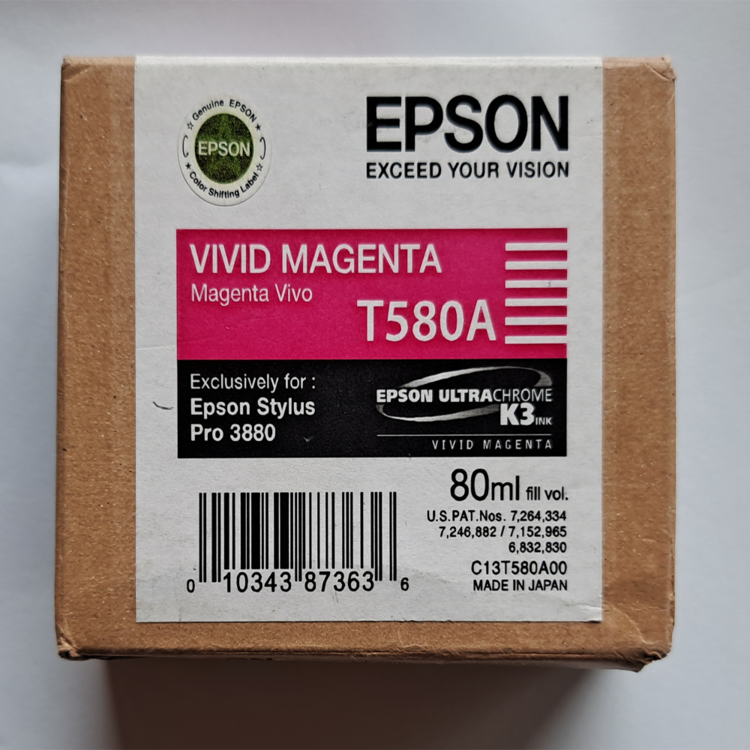 ☆ Genuine EPSON ★
EPSON
★ Color Shifting Label ☆
EPSON
EXCEED YOUR VISION
VIVID MAGENTA
Magenta Vivo
T580A
Exclusively for :
Epson Stylus
Pro 3880
EPSON ULTRACHROME
K3INK
VIVID MAGENTA
80ml fill vol.
U.S.PAT.Nos. 7,264,334
7,246,882 / 7,152,965
6,832,830
C13T580A00
MADE IN JAPAN
0 10343 87363 6